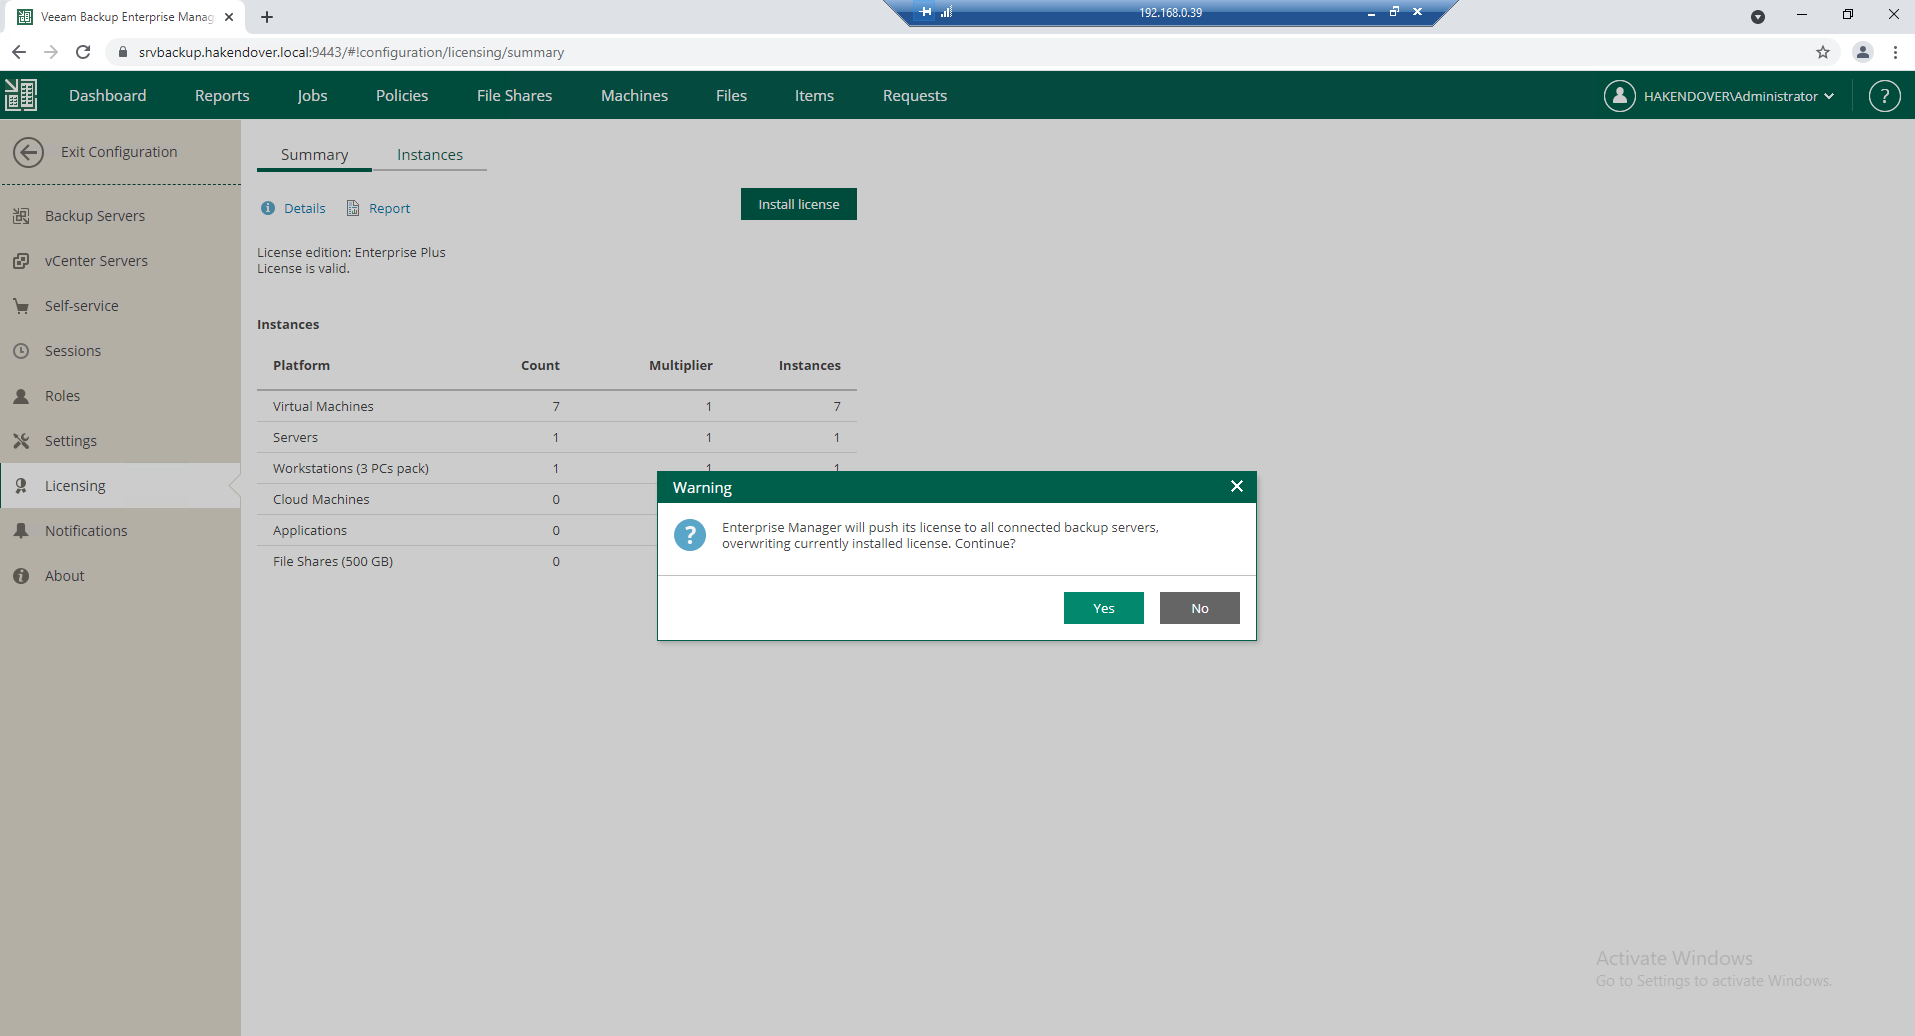 Veeam Backup Enterprise Manag
192.168.0.39
srvbackup.hakendover.local:9443/#!configuration/licensing/summary
Dashboard Reports Jobs Policies File Shares Machines Files Items Requests HAKENDOVER\Administrator ?
Exit Configuration
Backup Servers
vCenter Servers
Self-service
Sessions
Roles
Settings
Licensing
Notifications
About
Summary Instances
Details Report Install license
License edition: Enterprise Plus
License is valid.
Instances
Platform Count Multiplier Instances
Virtual Machines 7 1 7
Servers 1 1 1
Workstations (3 PCs pack) 1 1 1
Cloud Machines 0
Applications 0
File Shares (500 GB) 0
Warning
? Enterprise Manager will push its license to all connected backup servers,
overwriting currently installed license. Continue?
Yes No
Activate Windows
Go to Settings to activate Windows.